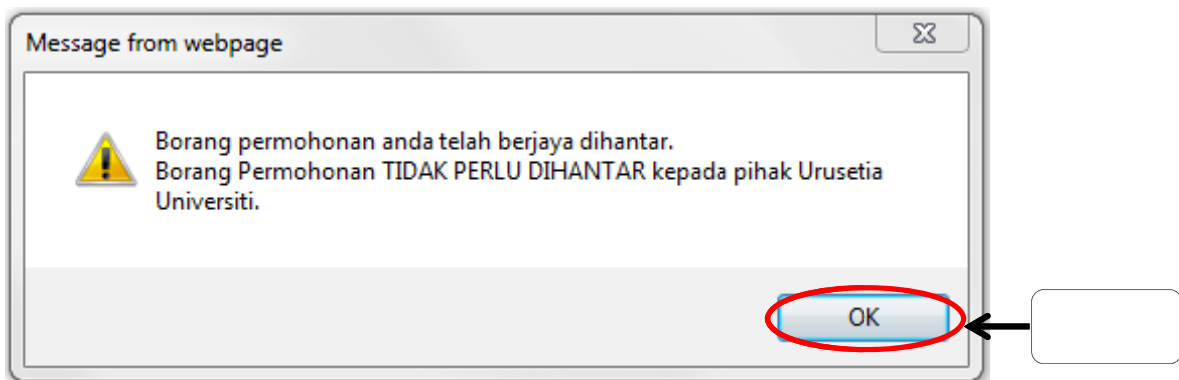 Message from webpage
Borang permohonan anda telah berjaya dihantar.
Borang Permohonan TIDAK PERLU DIHANTAR kepada pihak Urusetia
Universiti.
OK